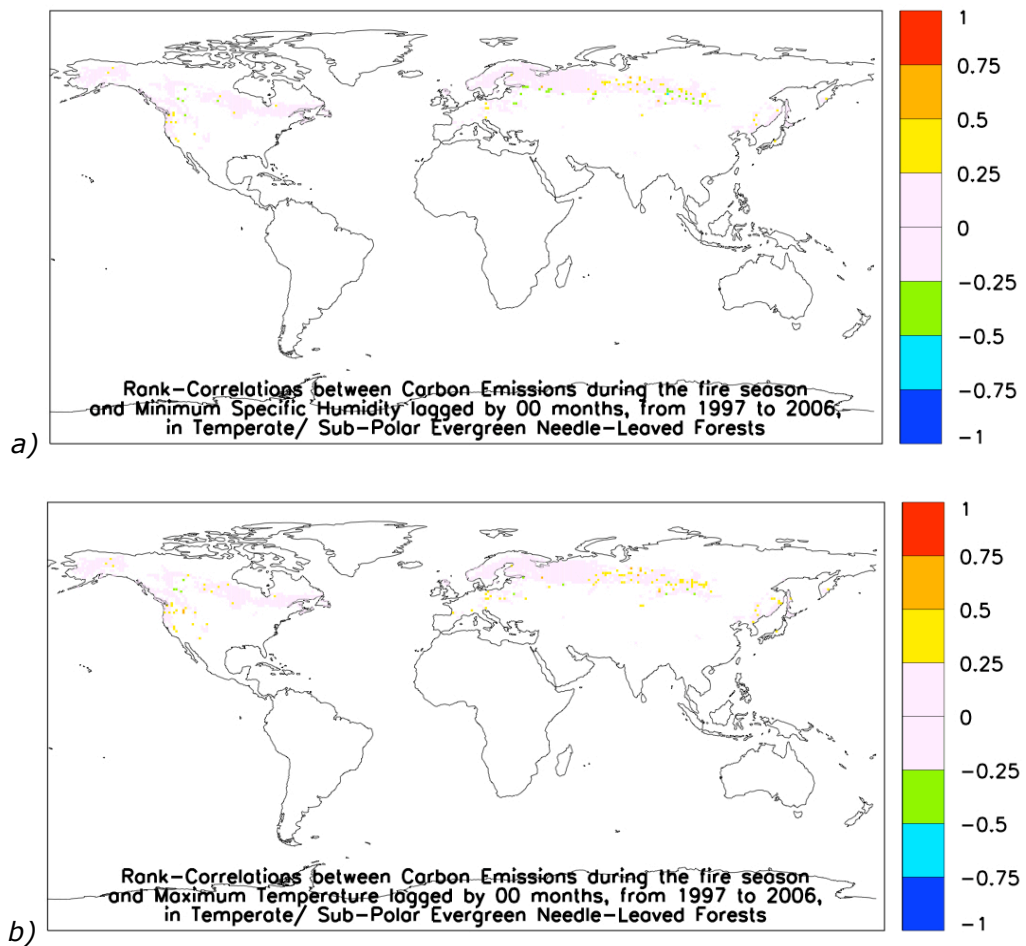 1
0.75
0.5
0.25
0
−0.25
−0.5
−0.75
−1
Rank−Correlations between Carbon Emissions during the fire season
and Minimum Specific Humidity lagged by 00 months, from 1997 to 2006,
in Temperate/ Sub−Polar Evergreen Needle−Leaved Forests
a)
1
0.75
0.5
0.25
0
−0.25
−0.5
−0.75
−1
Rank−Correlations between Carbon Emissions during the fire season
and Maximum Temperature lagged by 00 months, from 1997 to 2006,
in Temperate/ Sub−Polar Evergreen Needle−Leaved Forests
b)